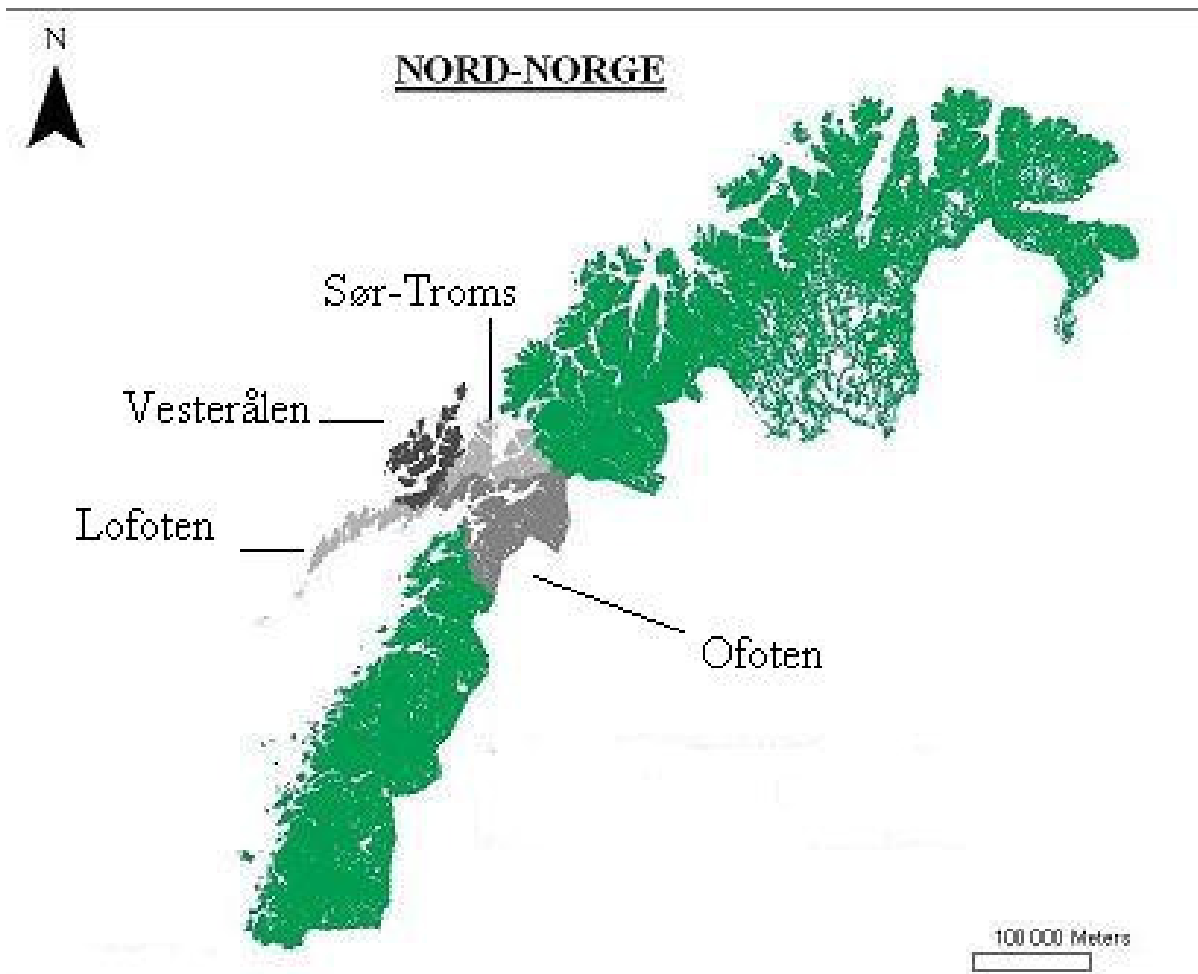 N
NORD-NORGE
Sør-Troms
Vesterålen
Lofoten
Ofoten
100 000 Meters